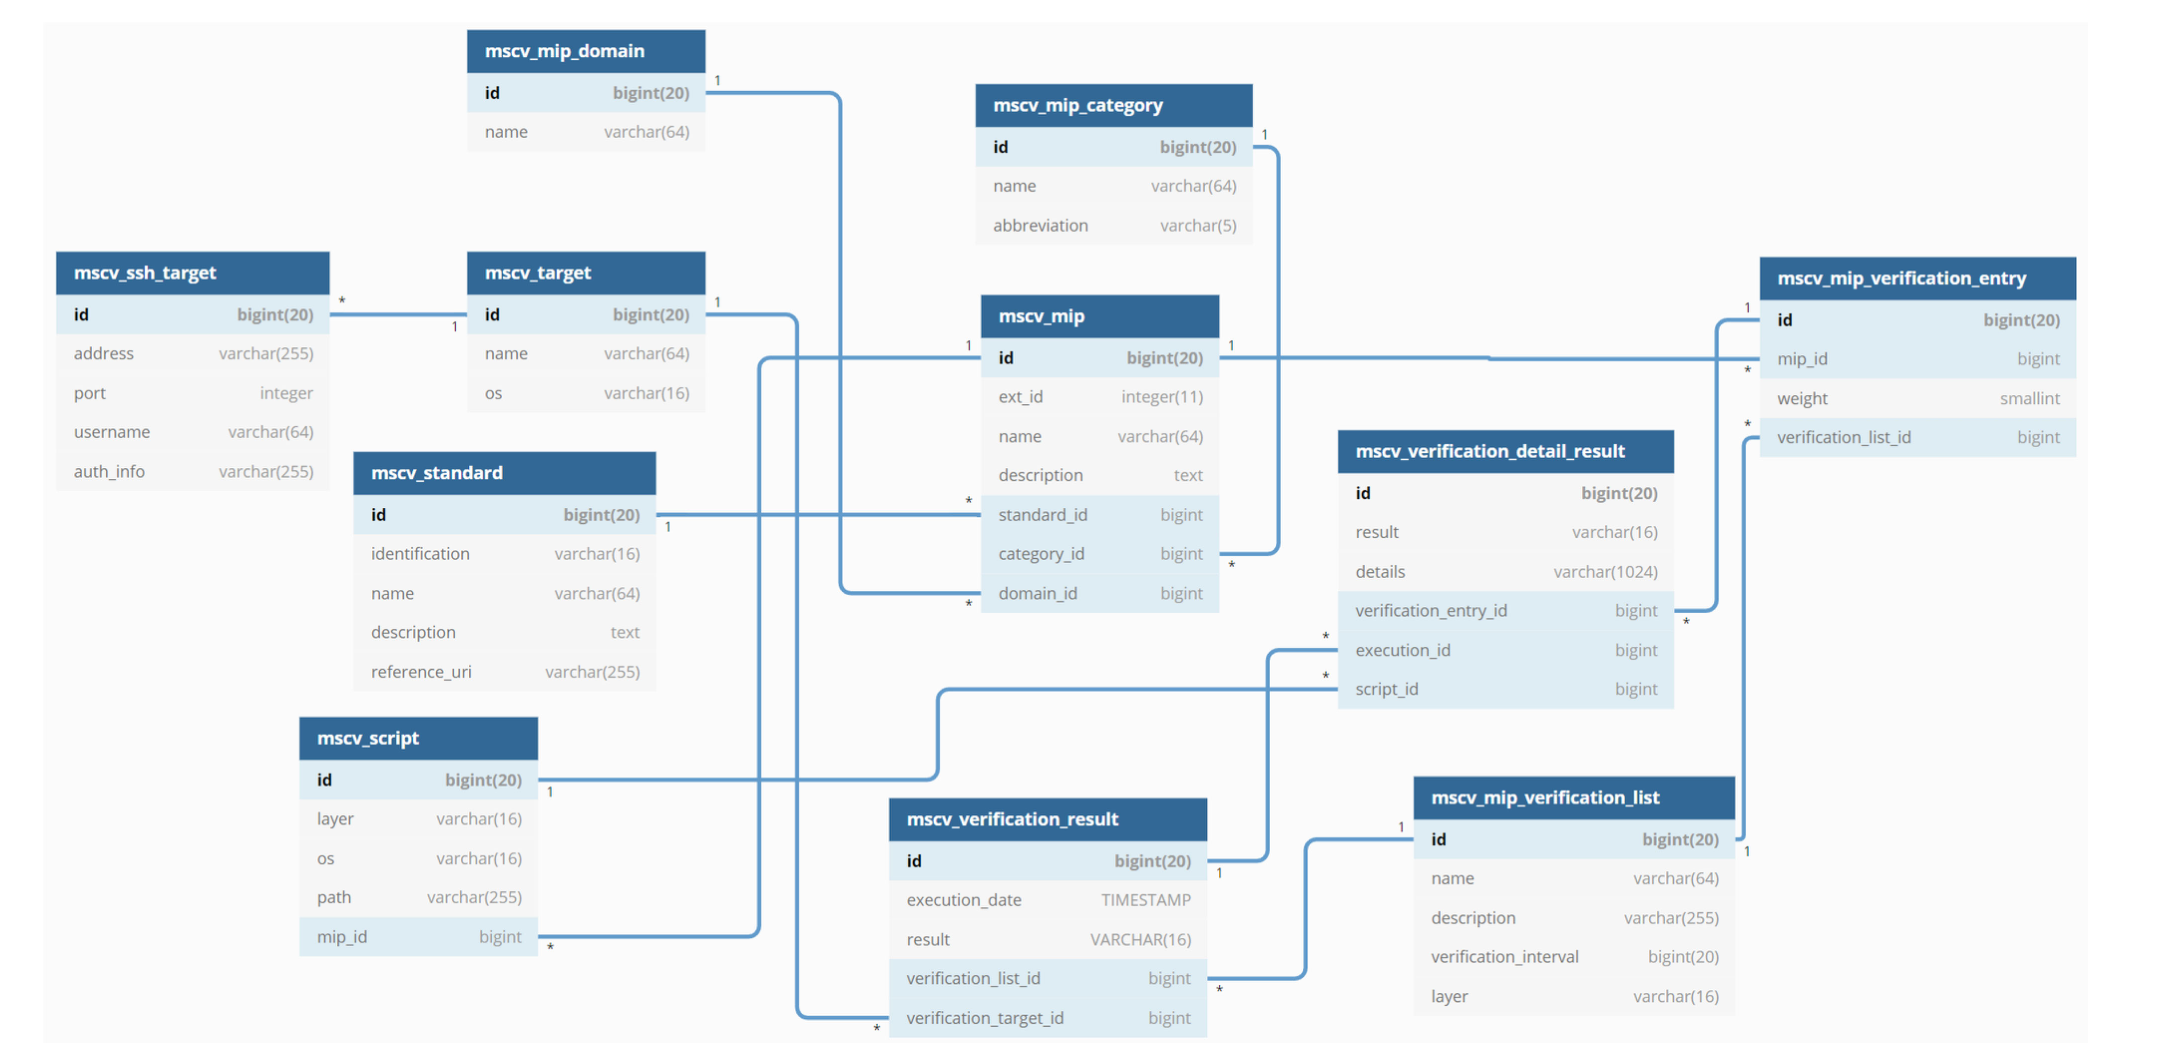 mscv_mip_domain
id bigint(20)
name varchar(64)
1
mscv_mip_category
id bigint(20)
name varchar(64)
abbreviation varchar(5)
1
mscv_ssh_target
id bigint(20)
address varchar(255)
port integer
username varchar(64)
auth_info varchar(255)
*
1
mscv_target
id bigint(20)
name varchar(64)
os varchar(16)
1
mscv_mip
1
id bigint(20)
1
ext_id integer(11)
name varchar(64)
description text
*
standard_id bigint
category_id bigint
*
domain_id bigint
*
mscv_mip_verification_entry
1
id bigint(20)
mip_id bigint
*
weight smallint
*
verification_list_id bigint
mscv_standard
id bigint(20)
1
identification varchar(16)
name varchar(64)
description text
reference_uri varchar(255)
mscv_verification_detail_result
id bigint(20)
result varchar(16)
details varchar(1024)
verification_entry_id bigint
*
*
execution_id bigint
*
script_id bigint
mscv_script
id bigint(20)
1
layer varchar(16)
os varchar(16)
path varchar(255)
mip_id bigint
*
mscv_verification_result
id bigint(20)
1
execution_date TIMESTAMP
result VARCHAR(16)
verification_list_id bigint
*
verification_target_id bigint
*
mscv_mip_verification_list
1
id bigint(20)
1
name varchar(64)
description varchar(255)
verification_interval bigint(20)
layer varchar(16)